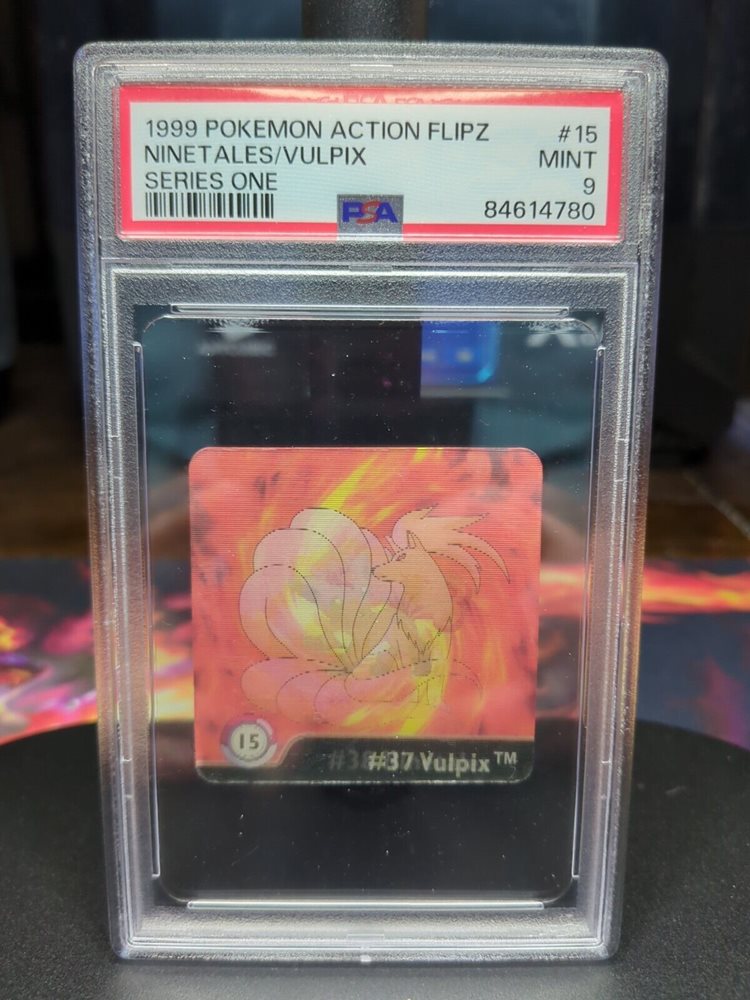 1999 POKEMON ACTION FLIPZ #15
NINETALES/VULPIX MINT
SERIES ONE 9
PSA 84614780
15 #37 Vulpix™